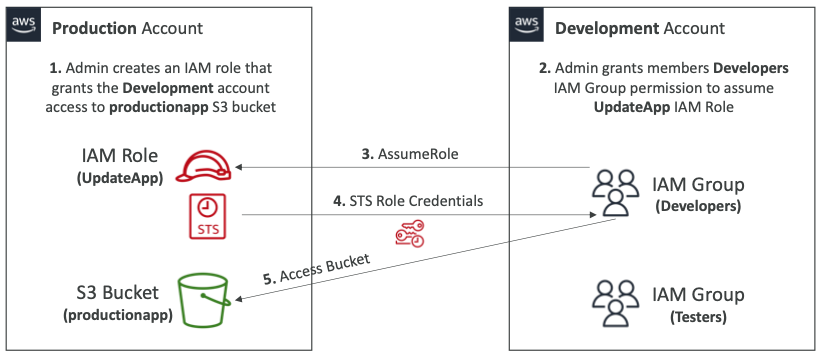 aws
Production Account
1. Admin creates an IAM role that
grants the Development account
access to productionapp S3 bucket
IAM Role
(UpdateApp)
STS
S3 Bucket
(productionapp)
3. AssumeRole
4. STS Role Credentials
5. Access Bucket
aws
Development Account
2. Admin grants members Developers
IAM Group permission to assume
UpdateApp IAM Role
IAM Group
(Developers)
IAM Group
(Testers)